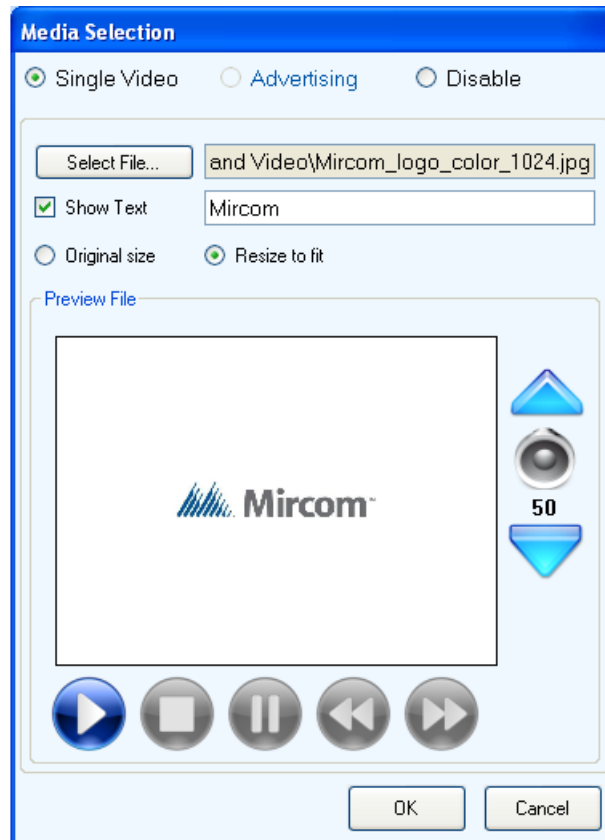 Media Selection
Single Video Advertising Disable
Select File... and Video\Mircom_logo_color_1024.jpg
Show Text Mircom
Original size Resize to fit
Preview File
Mircom™
50
OK Cancel